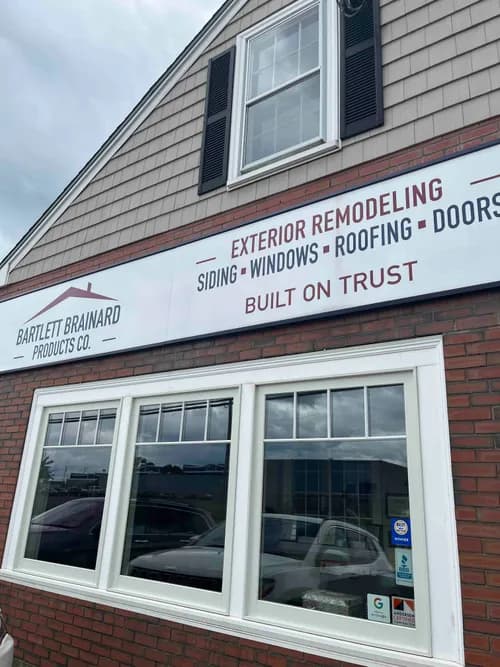 EXTERIOR REMODELING
SIDING ▪ WINDOWS ▪ ROOFING ▪ DOORS
BUILT ON TRUST
BARTLETT BRAINARD
PRODUCTS CO.
G